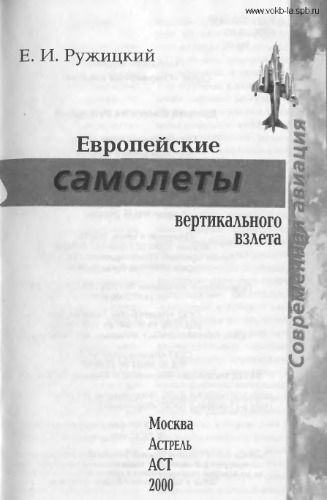 www.vokb-la.spb.ru
Е. И. Ружицкий
Европейские
самолеты
вертикального
взлета
Современная авиация
Москва
Астрель
АСТ
2000